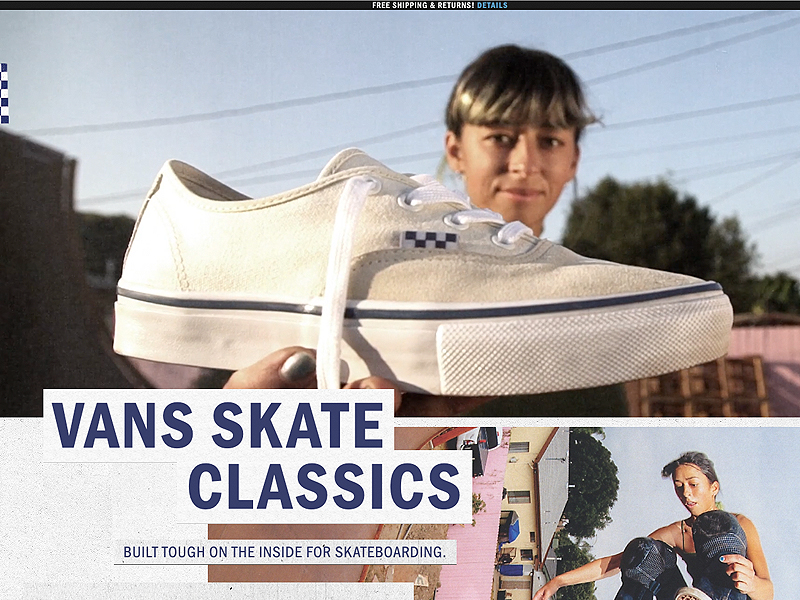 FREE SHIPPING & RETURNS! DETAILS
VANS SKATE
CLASSICS
BUILT TOUGH ON THE INSIDE FOR SKATEBOARDING.